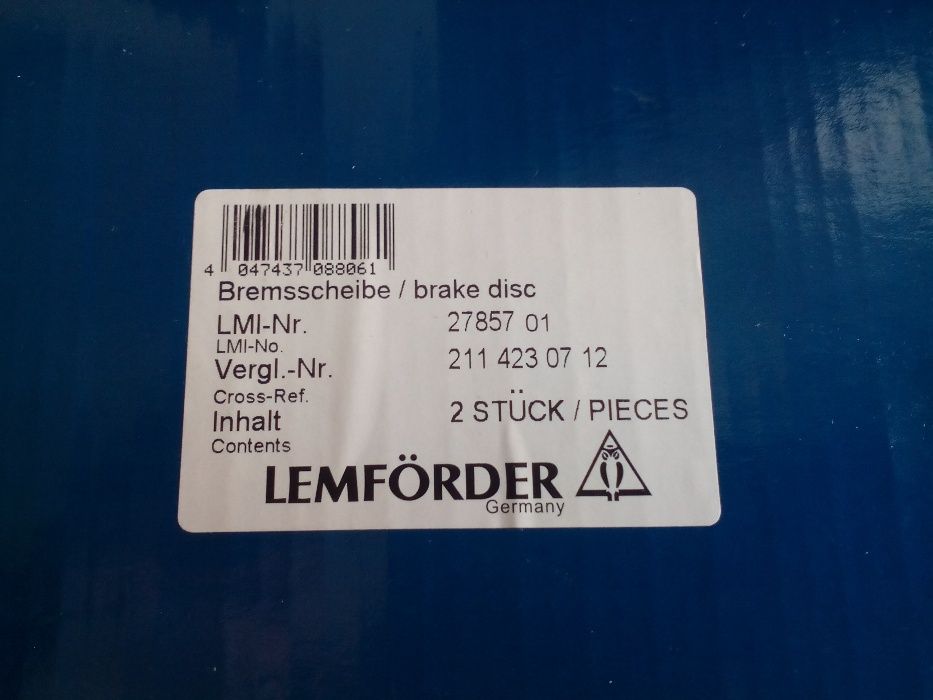 4 047437 088061
Bremsscheibe / brake disc
LMI-Nr. 27857 01
LMI-No.
Vergl.-Nr. 211 423 07 12
Cross-Ref.
Inhalt 2 STÜCK / PIECES
Contents
LEMFÖRDER
Germany